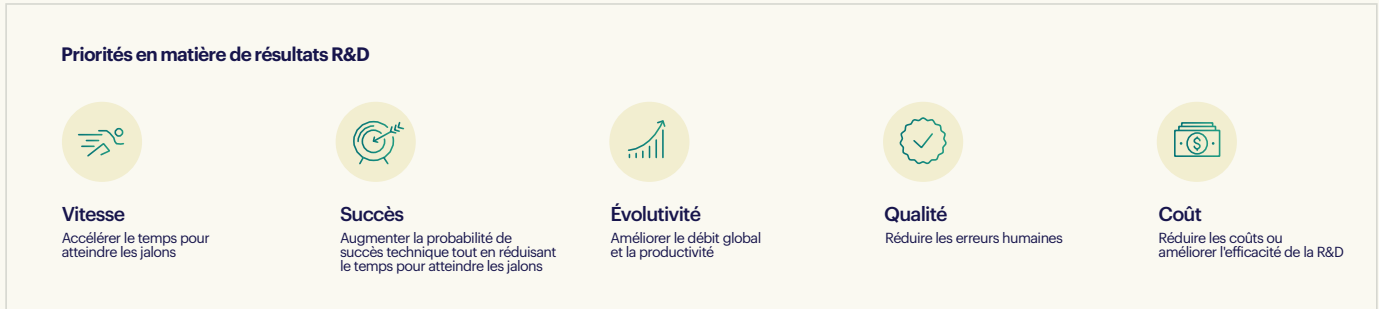 Priorités en matière de résultats R&D
Vitesse
Accélérer le temps pour
atteindre les jalons
Succès
Augmenter la probabilité de
succès technique tout en réduisant
le temps pour atteindre les jalons
Évolutivité
Améliorer le débit global
et la productivité
Qualité
Réduire les erreurs humaines
$
Coût
Réduire les coûts ou
améliorer l'efficacité de la R&D